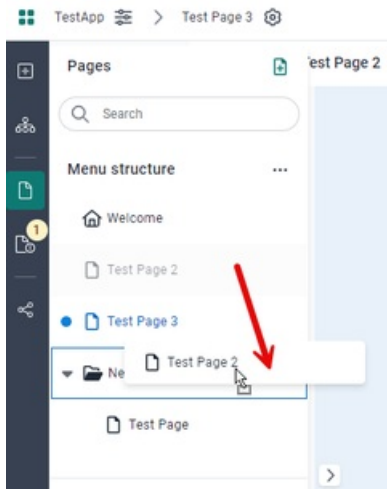 TestApp > Test Page 3
Pages
est Page 2
Search
Menu structure
...
1
Welcome
Test Page 2
Test Page 3
Test Page 2
Ne
Test Page